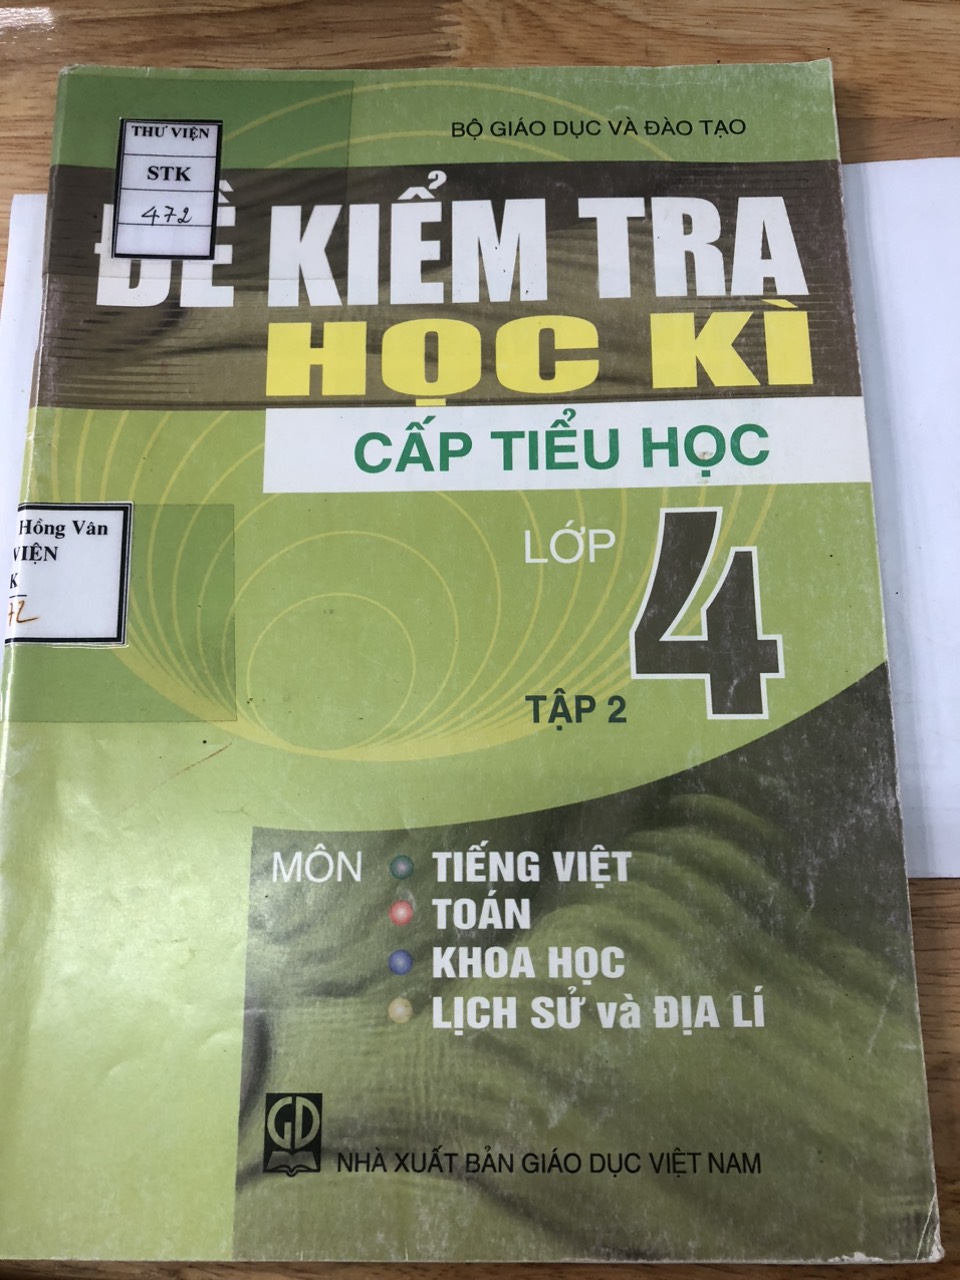 THƯ VIỆN
STK
472
BỘ GIÁO DỤC VÀ ĐÀO TẠO
ĐỀ KIỂM TRA
HỌC KÌ
CẤP TIỂU HỌC
LỚP 4
TẬP 2
Hồng Vân
VIỆN
K
72
MÔN
TIẾNG VIỆT
TOÁN
KHOA HỌC
LỊCH SỬ và ĐỊA LÍ
GD
NHÀ XUẤT BẢN GIÁO DỤC VIỆT NAM